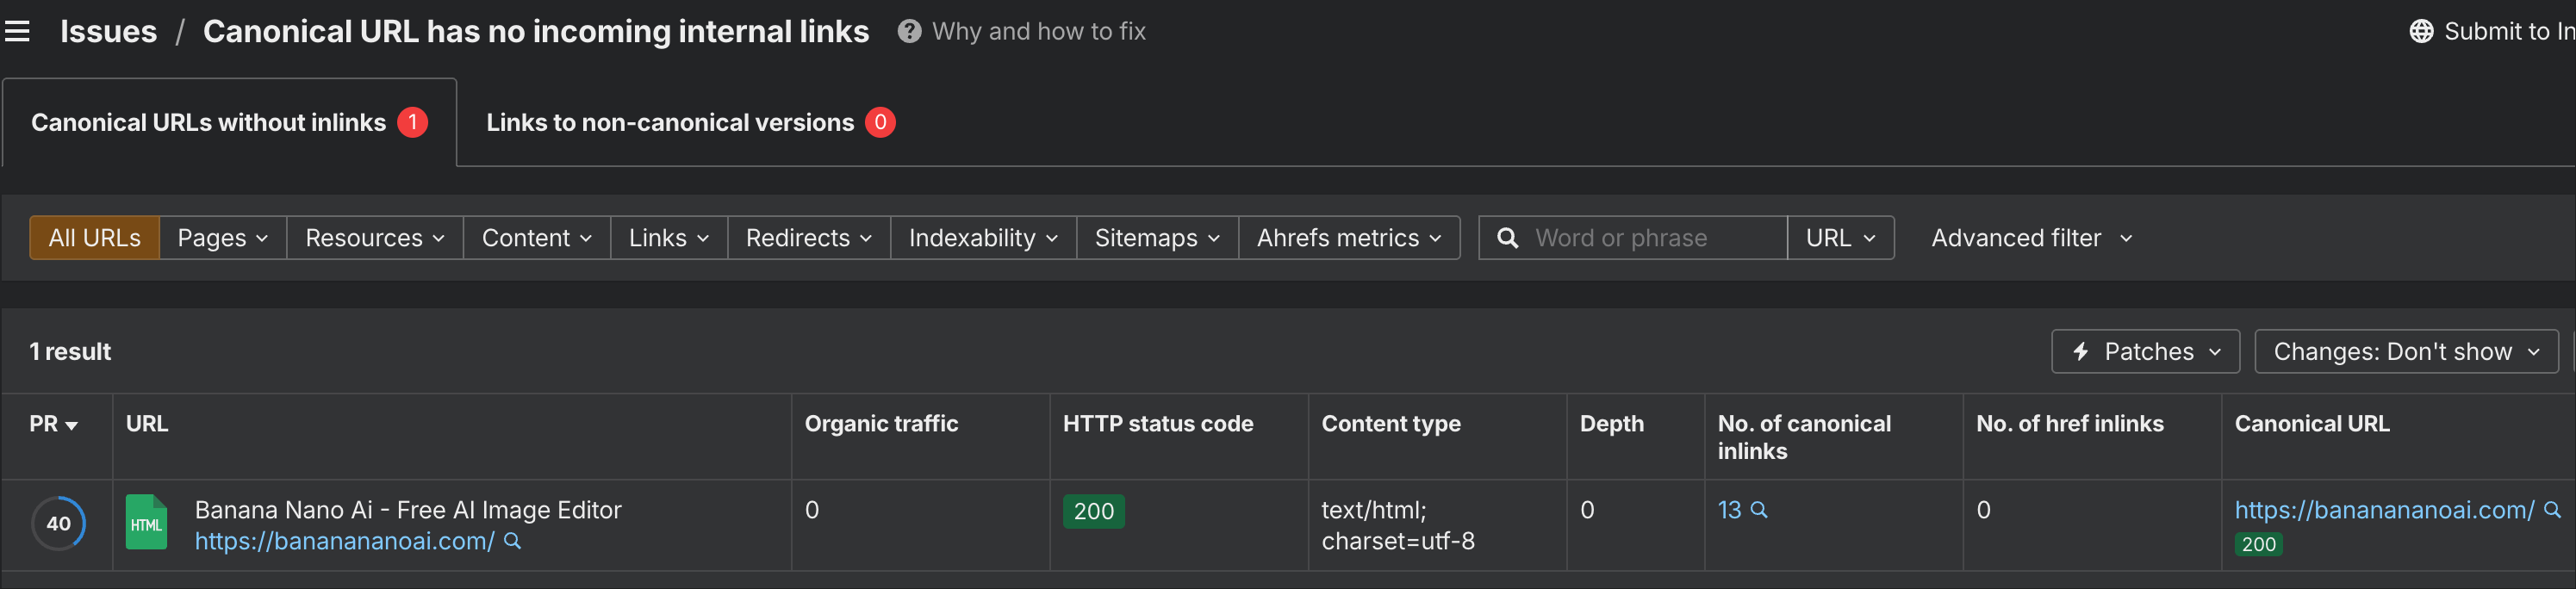 Issues / Canonical URL has no incoming internal links ? Why and how to fix Submit to In
Canonical URLs without inlinks 1 Links to non-canonical versions 0
All URLs Pages Resources Content Links Redirects Indexability Sitemaps Ahrefs metrics Word or phrase URL Advanced filter
1 result Patches Changes: Don't show
PR URL Organic traffic HTTP status code Content type Depth No. of canonical inlinks No. of href inlinks Canonical URL
40 HTML Banana Nano Ai - Free AI Image Editor 0 200 text/html; 0 13 0 https://bananananoai.com/
https://bananananoai.com/ charset=utf-8 200